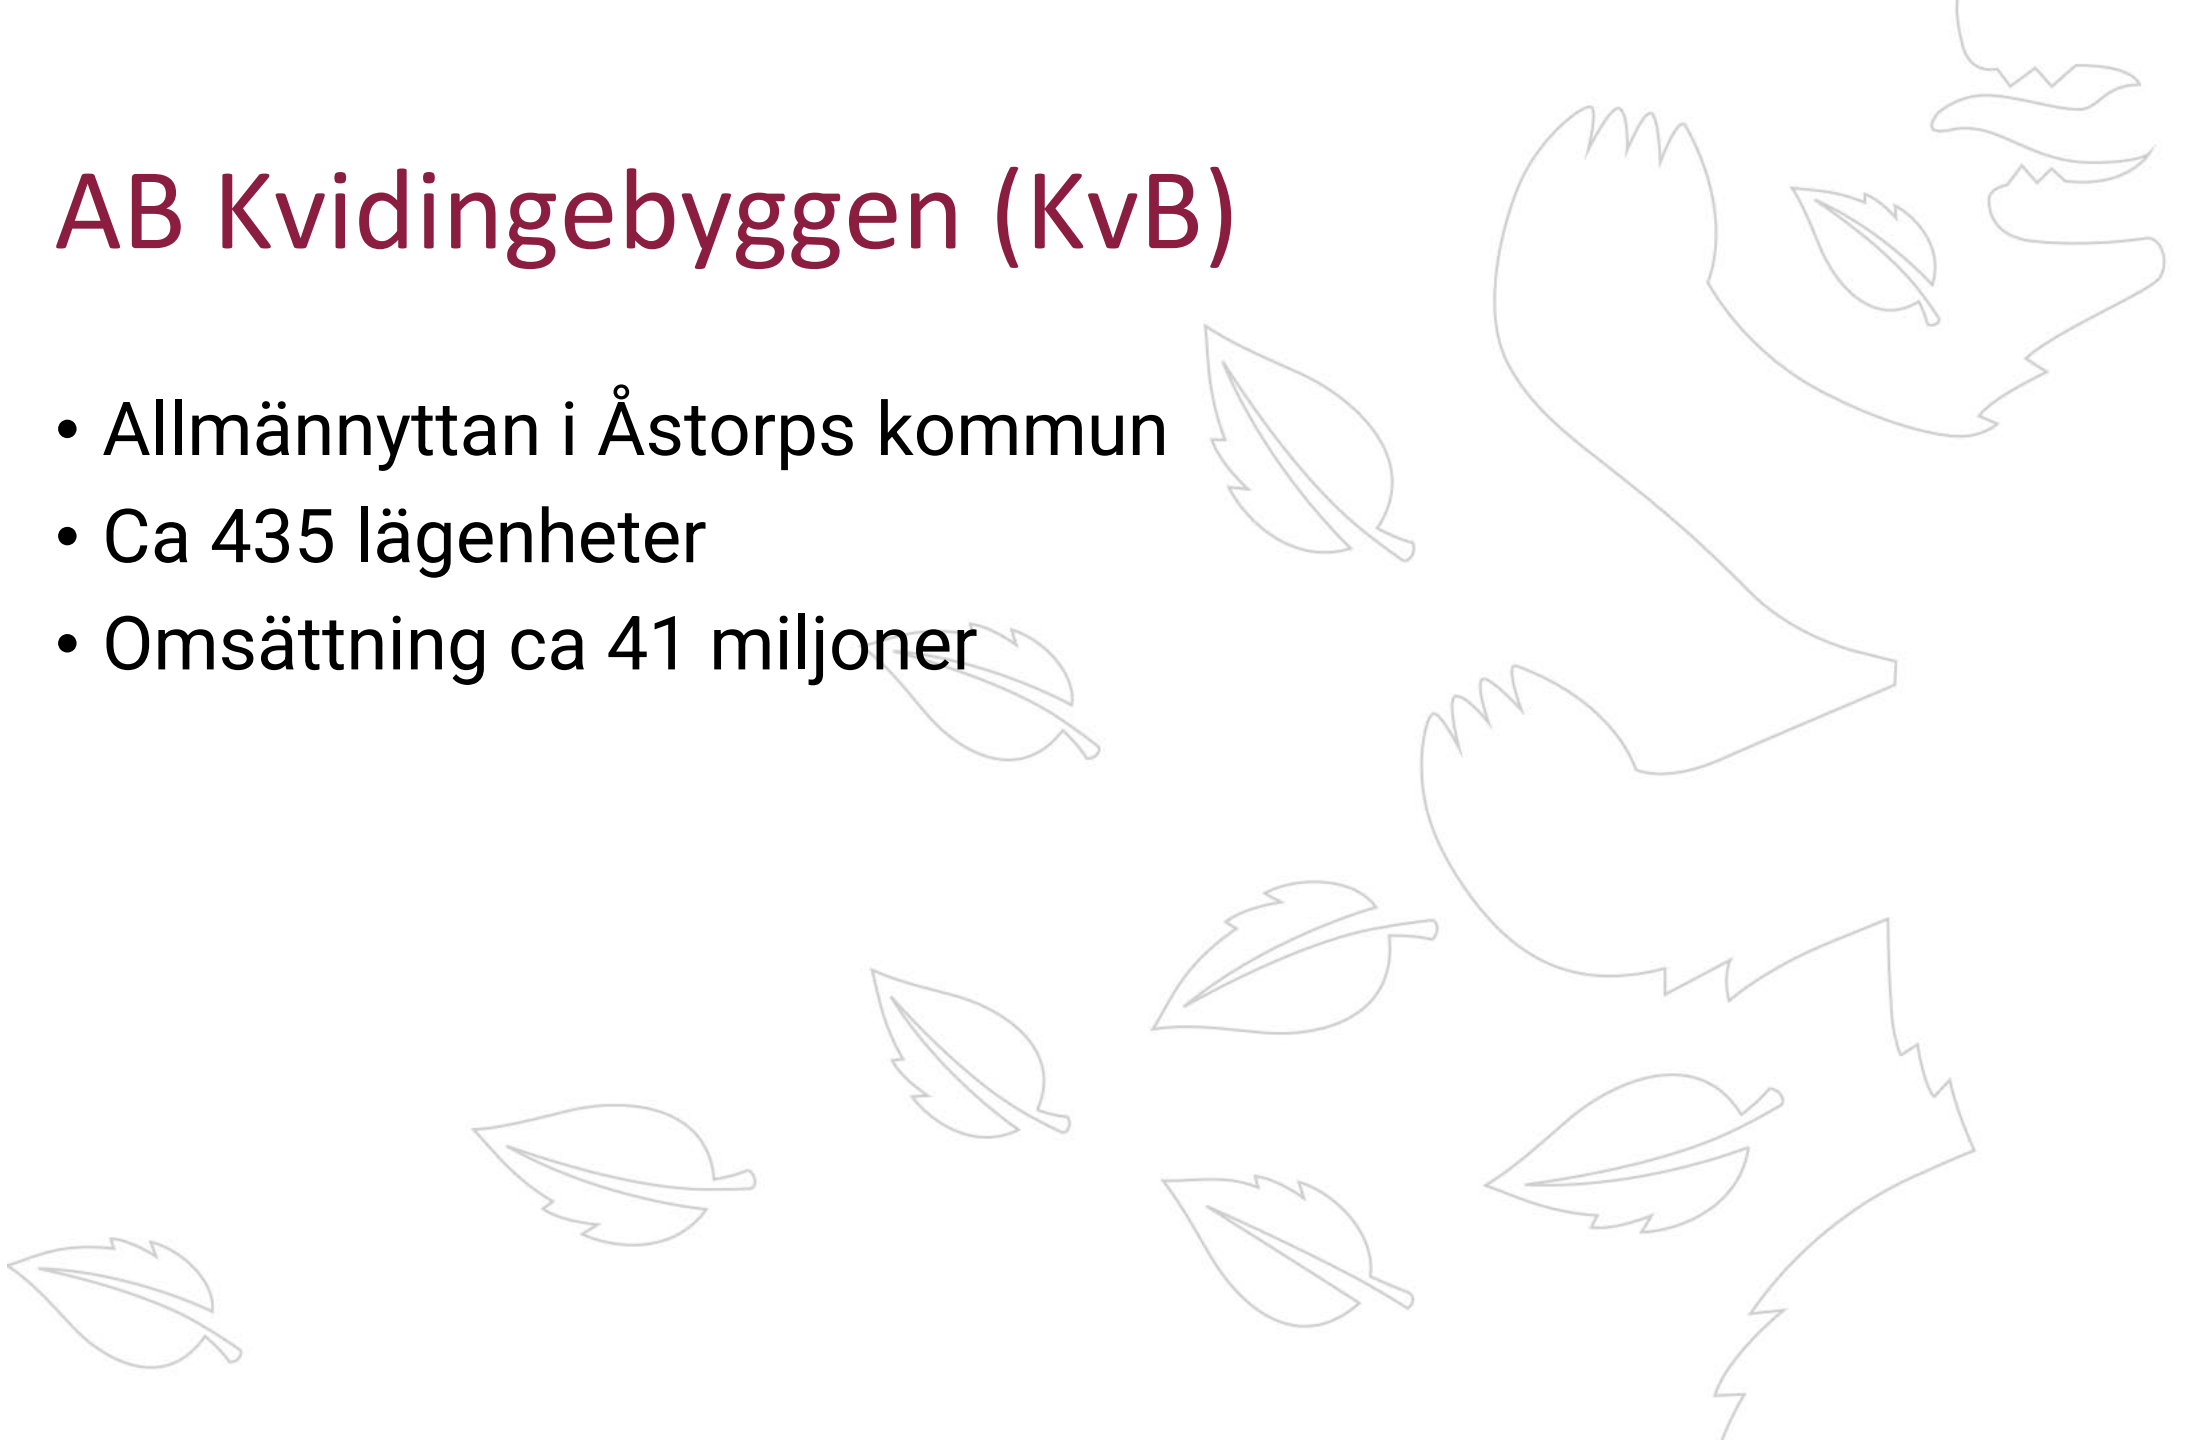 AB Kvidingebyggen (KvB)
• Allmännyttan i Åstorps kommun
• Ca 435 lägenheter
• Omsättning ca 41 miljoner